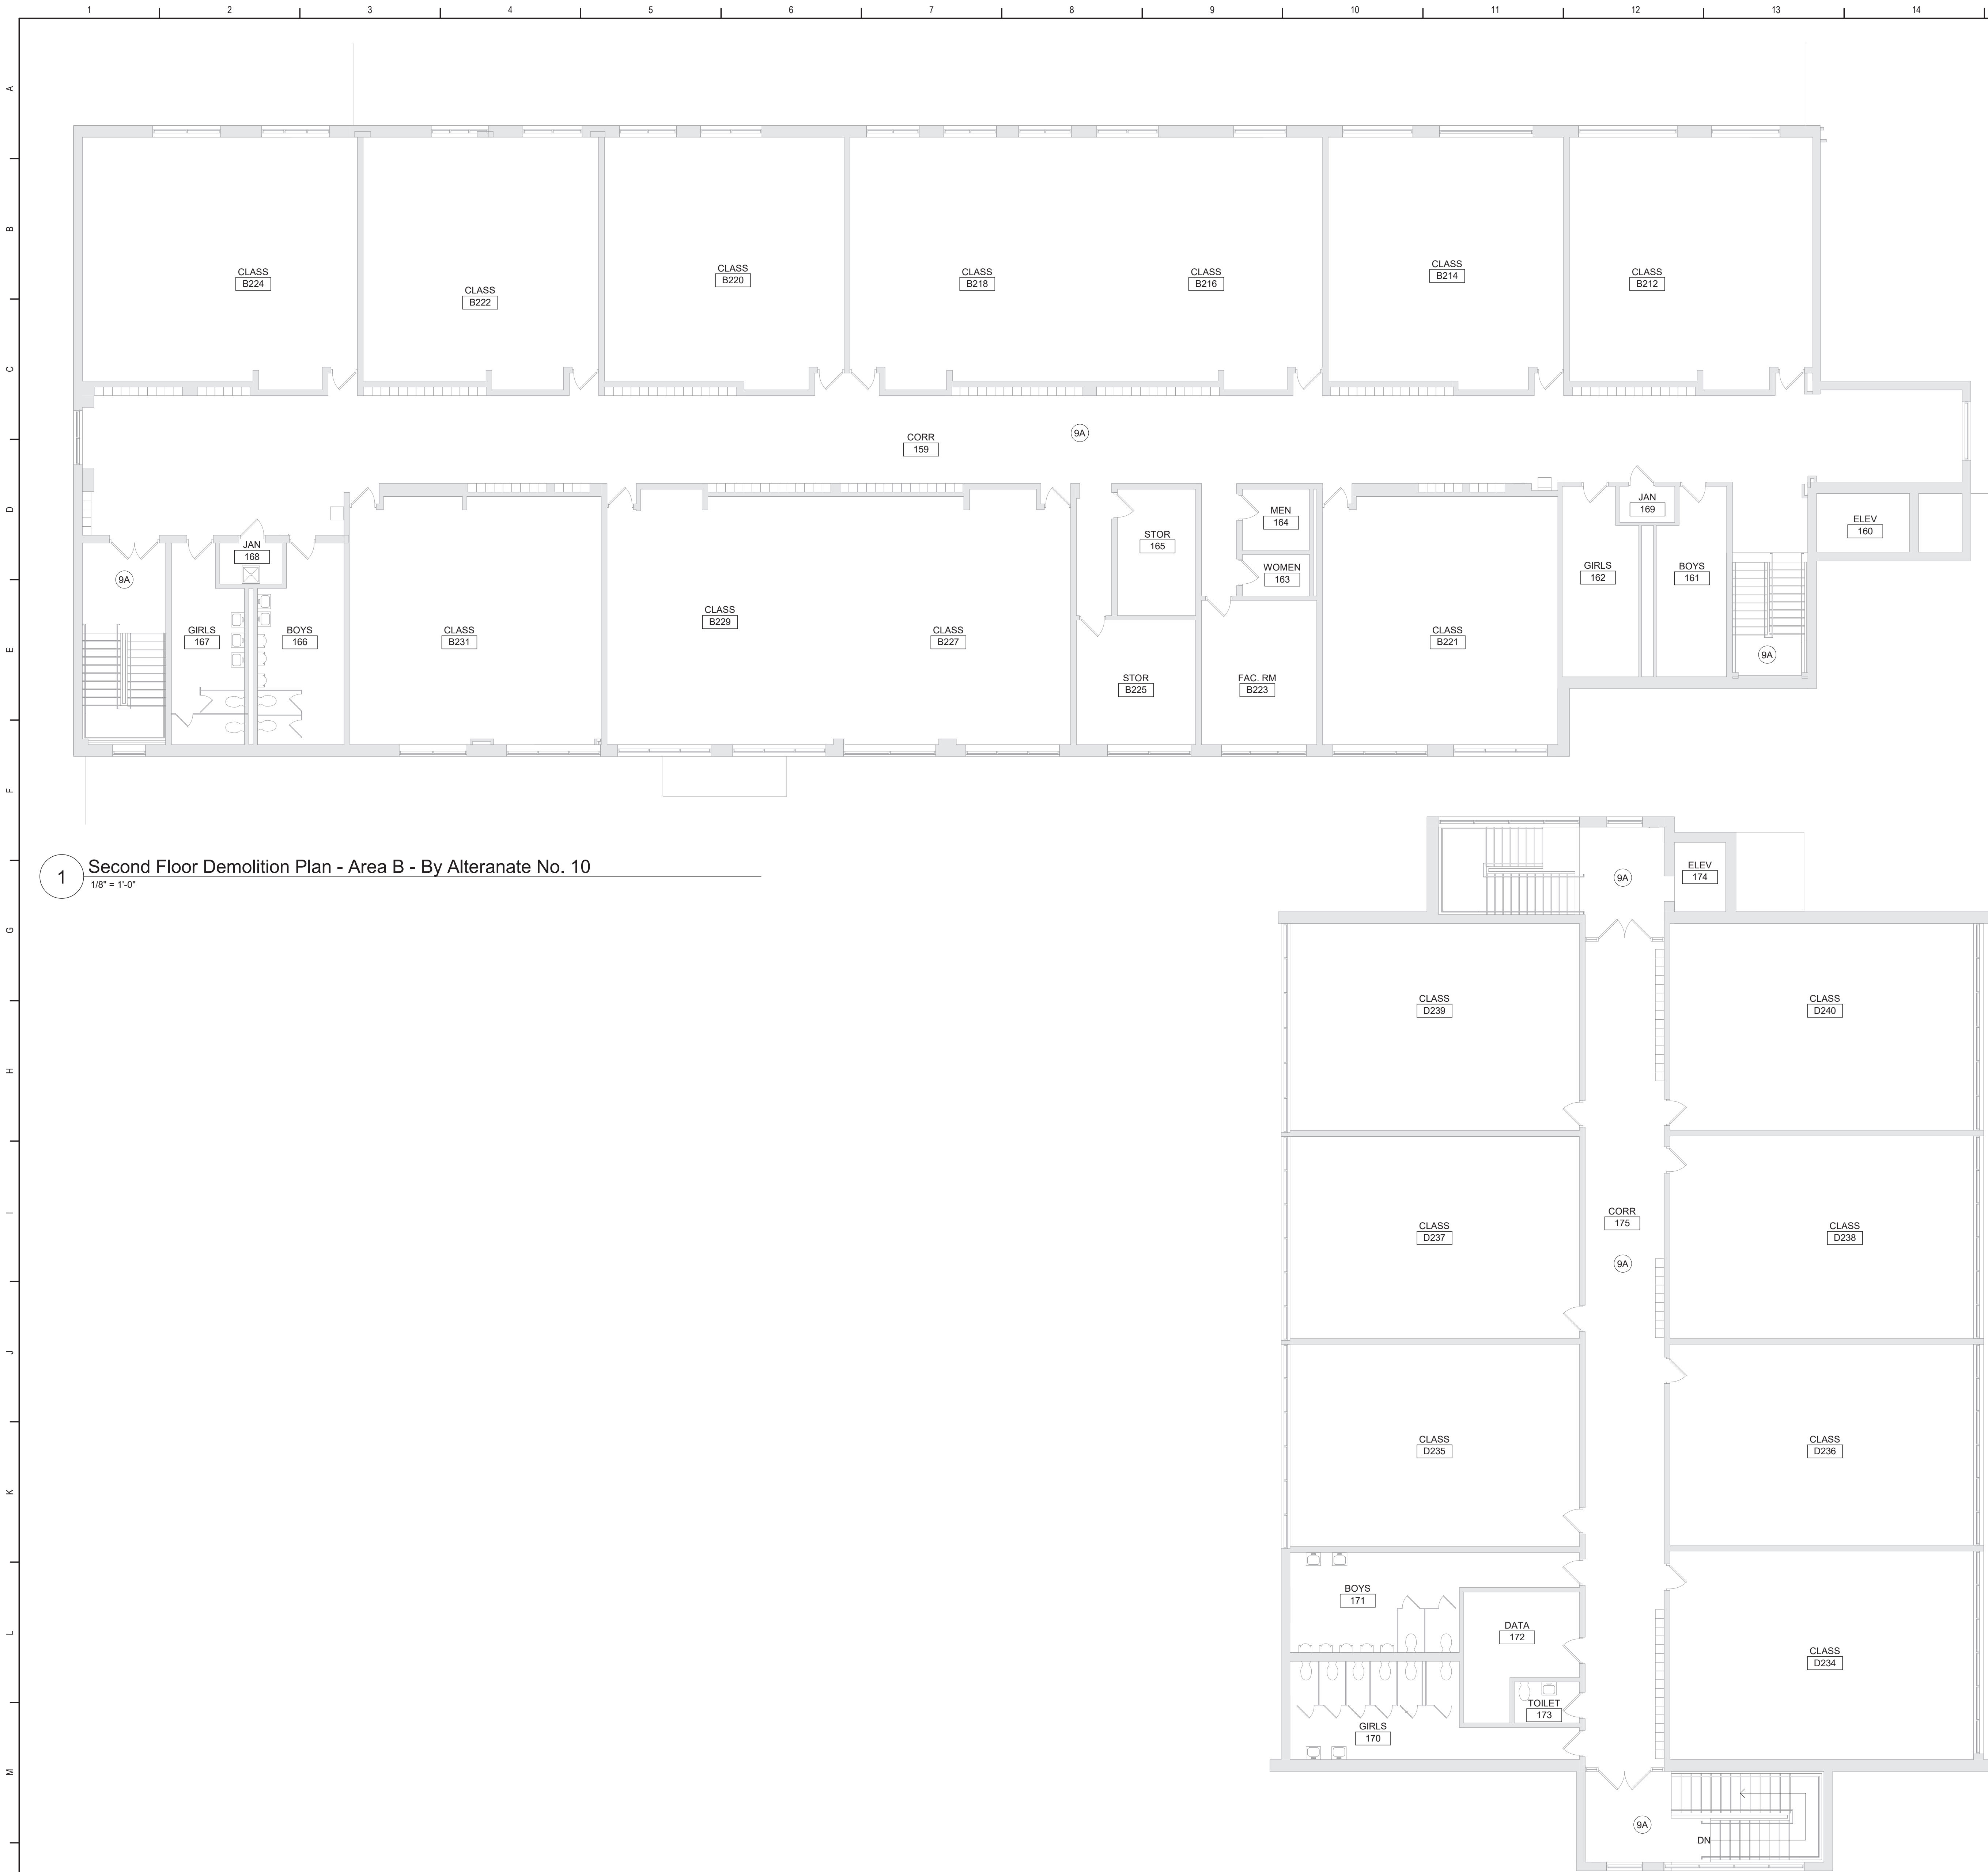 1 2 3 4 5 6 7 8 9 10 11 12 13 14
A
B
C
D
E
F
G
H
I
J
K
L
M
CLASS
B224
CLASS
B222
CLASS
B220
CLASS
B218
CLASS
B216
CLASS
B214
CLASS
B212
CORR
159
9A
JAN
168
9A
GIRLS
167
BOYS
166
CLASS
B231
CLASS
B229
CLASS
B227
STOR
165
STOR
B225
MEN
164
WOMEN
163
FAC. RM
B223
CLASS
B221
JAN
169
GIRLS
162
BOYS
161
ELEV
160
9A
1
Second Floor Demolition Plan - Area B - By Alteranate No. 10
1/8" = 1'-0"
9A
ELEV
174
CLASS
D239
CLASS
D240
CLASS
D237
CORR
175
9A
CLASS
D238
CLASS
D235
CLASS
D236
BOYS
171
DATA
172
CLASS
D234
TOILET
173
GIRLS
170
9A
DN